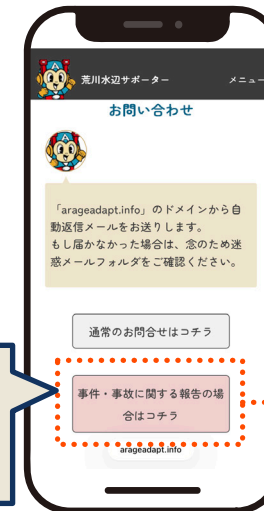 荒川水辺サポーター
メニュー
お問い合わせ
「arageadapt.info」のドメインから自
動返信メールをお送りします。
もし届かなかった場合は、念のため迷
惑メールフォルダをご確認ください。
通常のお問合せはコチラ
事件・事故に関する報告の場
合はコチラ
arageadapt.info